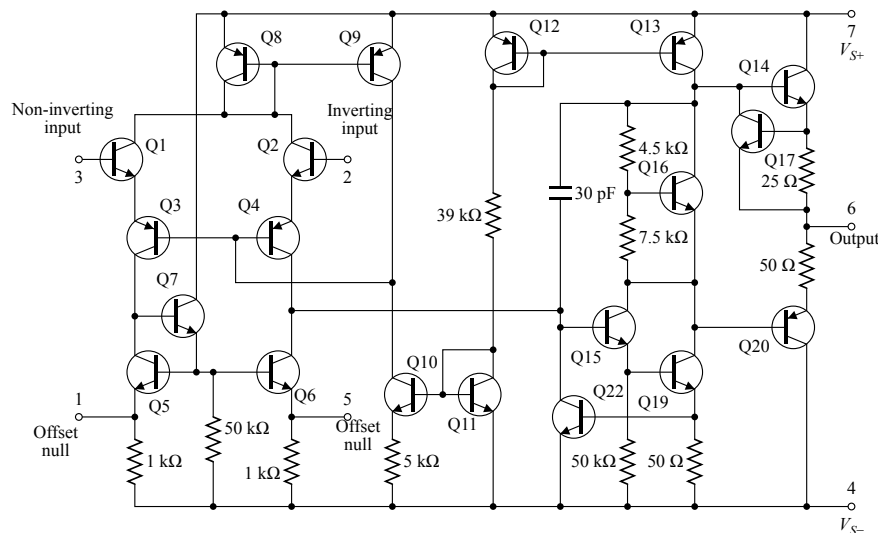 Q8
Q9
Q12
Q13
7
V_{S+}
Q14
Non-inverting
input
Inverting
input
Q1
Q2
3
2
4.5 kΩ
Q16
Q17
25 Ω
Q3
Q4
30 pF
39 kΩ
7.5 kΩ
6
Output
50 Ω
Q7
Q15
Q20
Q10
1
Q5
Q6
5
Q11
Q22
Q19
Offset
null
50 kΩ
Offset
null
1 kΩ
1 kΩ
5 kΩ
50 kΩ
50 Ω
4
V_{S–}